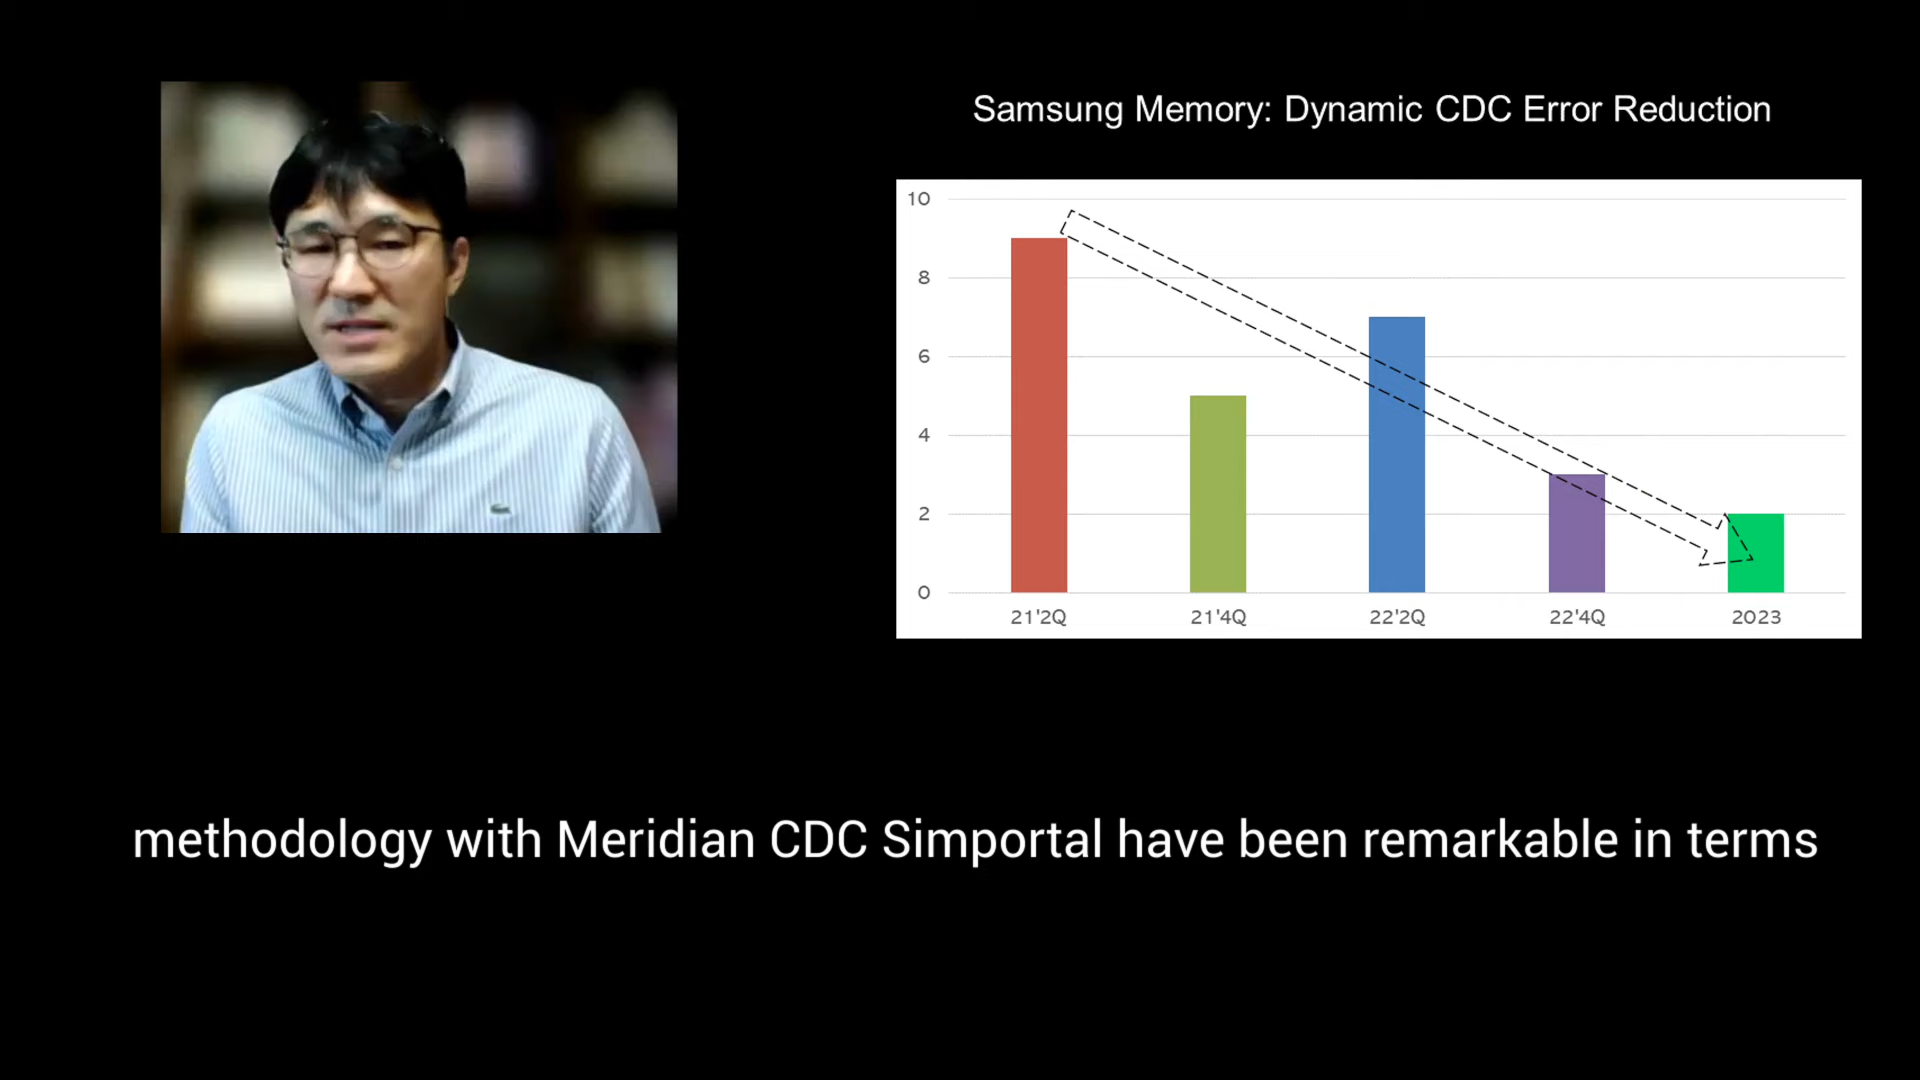 Samsung Memory: Dynamic CDC Error Reduction
10
8
6
4
2
0
21'2Q 21'4Q 22'2Q 22'4Q 2023
methodology with Meridian CDC Simportal have been remarkable in terms